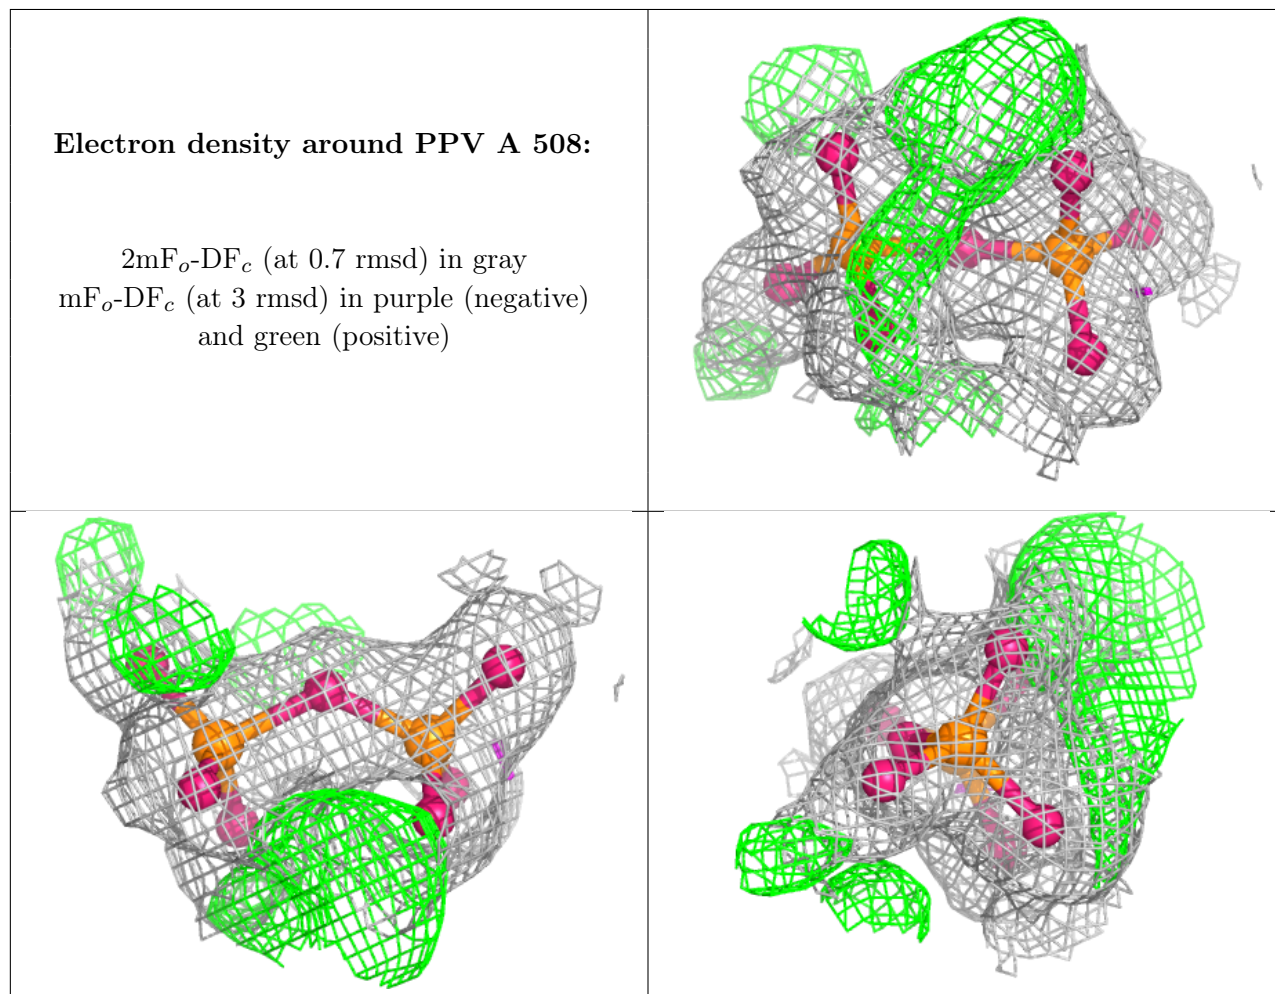 Electron density around PPV A 508:
2mFo-DFc (at 0.7 rmsd) in gray
mFo-DFc (at 3 rmsd) in purple (negative)
and green (positive)